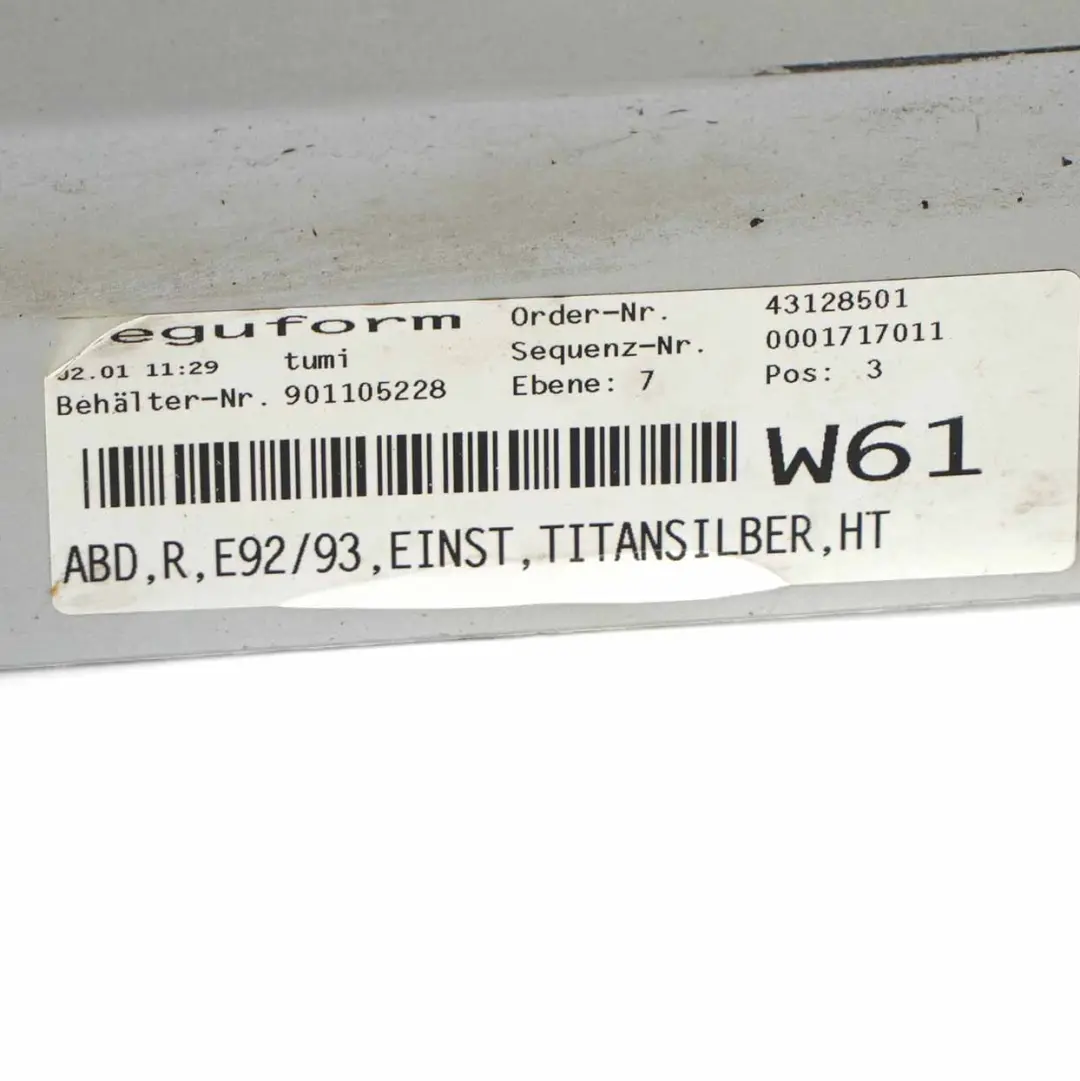 eguform
02.01 11:29 tumi
Behälter-Nr. 901105228
Order-Nr. 43128501
Sequenz-Nr. 0001717011
Ebene: 7 Pos: 3
W61
ABD,R,E92/93,EINST,TITANSILBER,HT